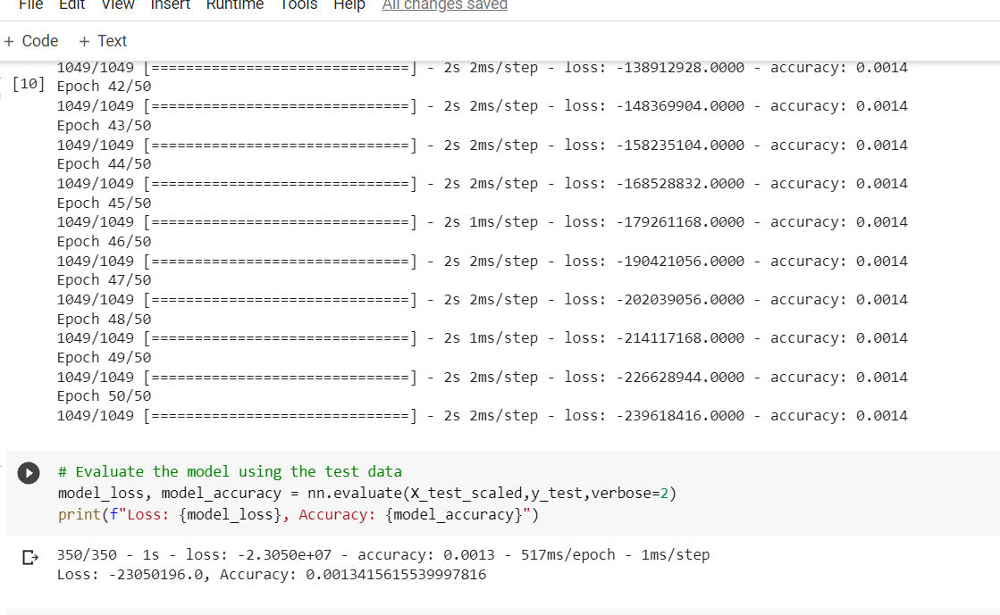 File Edit View Insert Runtime Tools Help All changes saved
+ Code + Text
1049/1049 [==============================] - 2s 2ms/step - loss: -138912928.0000 - accuracy: 0.0014
[10] Epoch 42/50
1049/1049 [==============================] - 2s 2ms/step - loss: -148369904.0000 - accuracy: 0.0014
Epoch 43/50
1049/1049 [==============================] - 2s 2ms/step - loss: -158235104.0000 - accuracy: 0.0014
Epoch 44/50
1049/1049 [==============================] - 2s 2ms/step - loss: -168528832.0000 - accuracy: 0.0014
Epoch 45/50
1049/1049 [==============================] - 2s 1ms/step - loss: -179261168.0000 - accuracy: 0.0014
Epoch 46/50
1049/1049 [==============================] - 2s 2ms/step - loss: -190421056.0000 - accuracy: 0.0014
Epoch 47/50
1049/1049 [==============================] - 2s 2ms/step - loss: -202039056.0000 - accuracy: 0.0014
Epoch 48/50
1049/1049 [==============================] - 2s 1ms/step - loss: -214117168.0000 - accuracy: 0.0014
Epoch 49/50
1049/1049 [==============================] - 2s 2ms/step - loss: -226628944.0000 - accuracy: 0.0014
Epoch 50/50
1049/1049 [==============================] - 2s 2ms/step - loss: -239618416.0000 - accuracy: 0.0014
# Evaluate the model using the test data
model_loss, model_accuracy = nn.evaluate(X_test_scaled,y_test,verbose=2)
print(f"Loss: {model_loss}, Accuracy: {model_accuracy}")
350/350 - 1s - loss: -2.3050e+07 - accuracy: 0.0013 - 517ms/epoch - 1ms/step
Loss: -23050196.0, Accuracy: 0.0013415615539997816